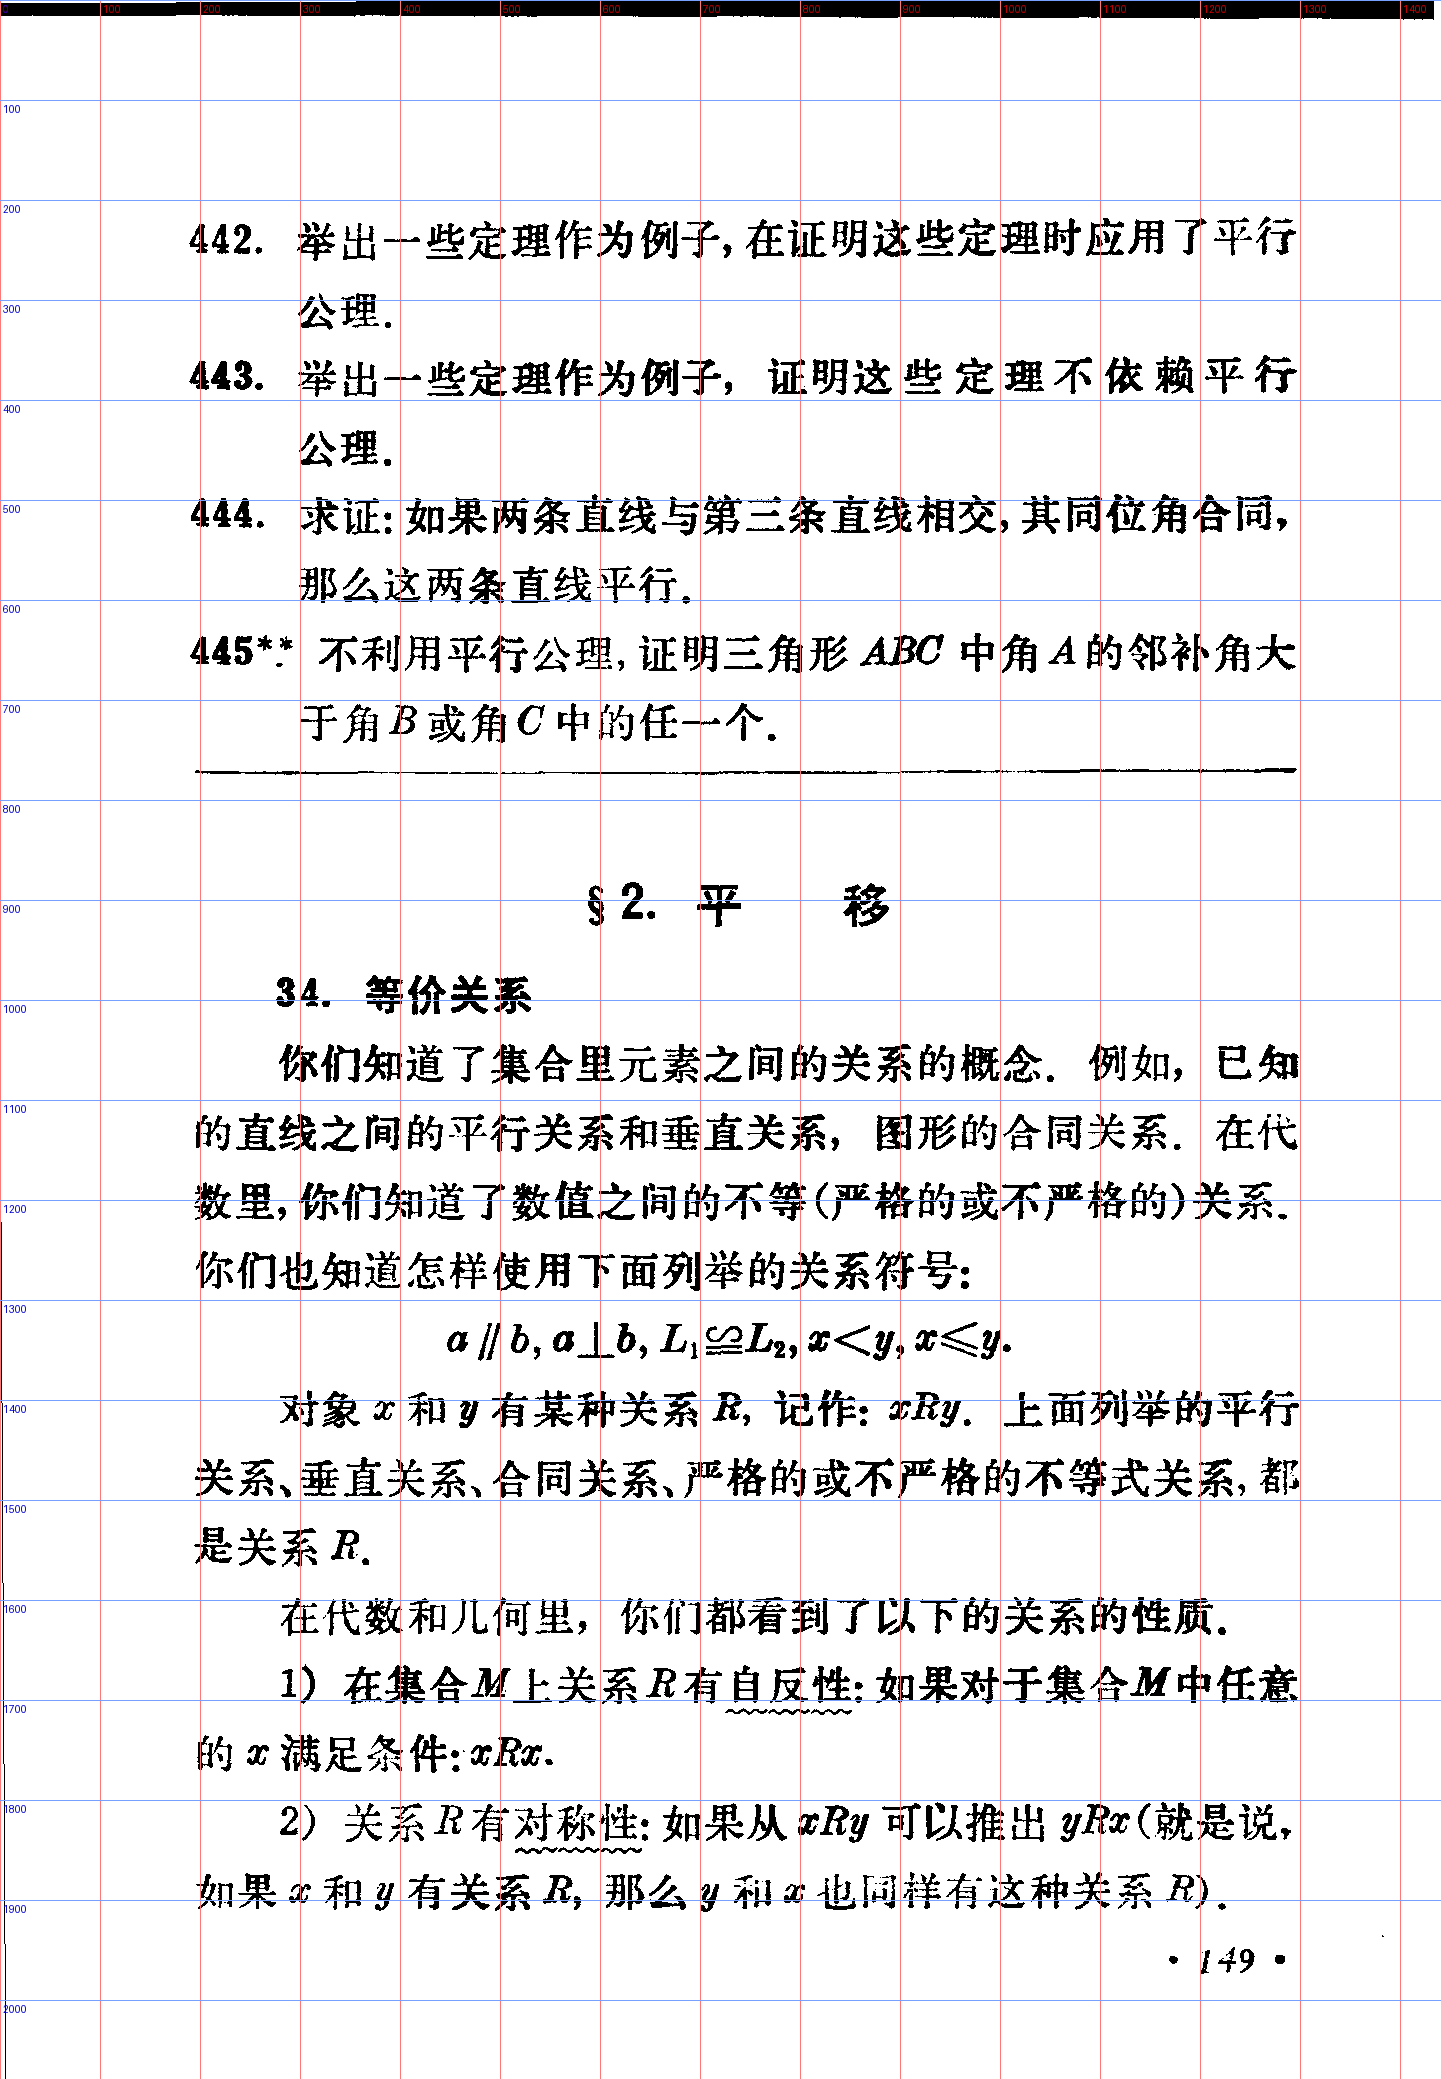 442. 举出一些定理作为例子,在证明这些定理时应用了平行
公理.
443. 举出一些定理作为例子, 证明这些定理不依赖平行
公理.
444. 求证:如果两条直线与第三条直线相交,其同位角合同,
那么这两条直线平行.
445**. 不利用平行公理,证明三角形 ABC 中角 A 的邻补角大
于角 B 或角 C 中的任一个.
§2. 平 移
34. 等价关系
你们知道了集合里元素之间的关系的概念. 例如, 已知
的直线之间的平行关系和垂直关系, 图形的合同关系. 在代
数里,你们知道了数值之间的不等(严格的或不严格的)关系.
你们也知道怎样使用下面列举的关系符号:
a∥b, a⊥b, L₁≌L₂, x<y, x≤y.
对象 x 和 y 有某种关系 R, 记作: xRy. 上面列举的平行
关系、垂直关系、合同关系、严格的或不严格的不等式关系,都
是关系 R.
在代数和几何里, 你们都看到了以下的关系的性质.
1) 在集合M上关系R有自反性:如果对于集合M中任意
的 x 满足条件:xRx.
2) 关系R有对称性:如果从 xRy 可以推出 yRx(就是说,
如果 x 和 y 有关系 R, 那么 y 和 x 也同样有这种关系 R).
• 149 •